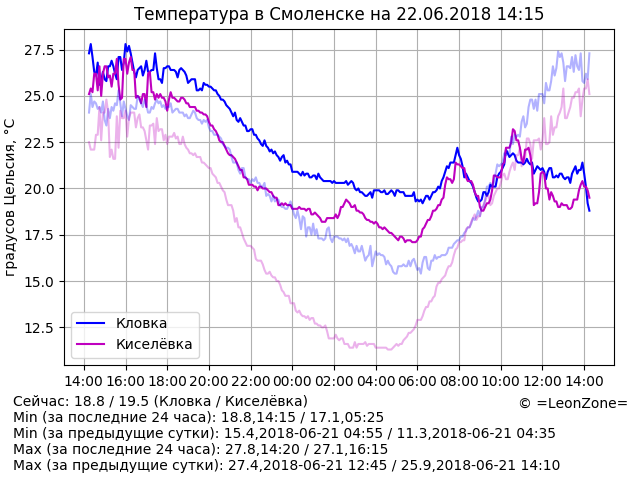 Температура в Смоленске на 22.06.2018 14:15
градусов Цельсия, °C
27.5
25.0
22.5
20.0
17.5
15.0
12.5
Кловка
Киселёвка
14:00 16:00 18:00 20:00 22:00 00:00 02:00 04:00 06:00 08:00 10:00 12:00 14:00
Сейчас: 18.8 / 19.5 (Кловка / Киселёвка)
© =LeonZone=
Min (за последние 24 часа): 18.8,14:15 / 17.1,05:25
Min (за предыдущие сутки): 15.4,2018-06-21 04:55 / 11.3,2018-06-21 04:35
Max (за последние 24 часа): 27.8,14:20 / 27.1,16:15
Max (за предыдущие сутки): 27.4,2018-06-21 12:45 / 25.9,2018-06-21 14:10